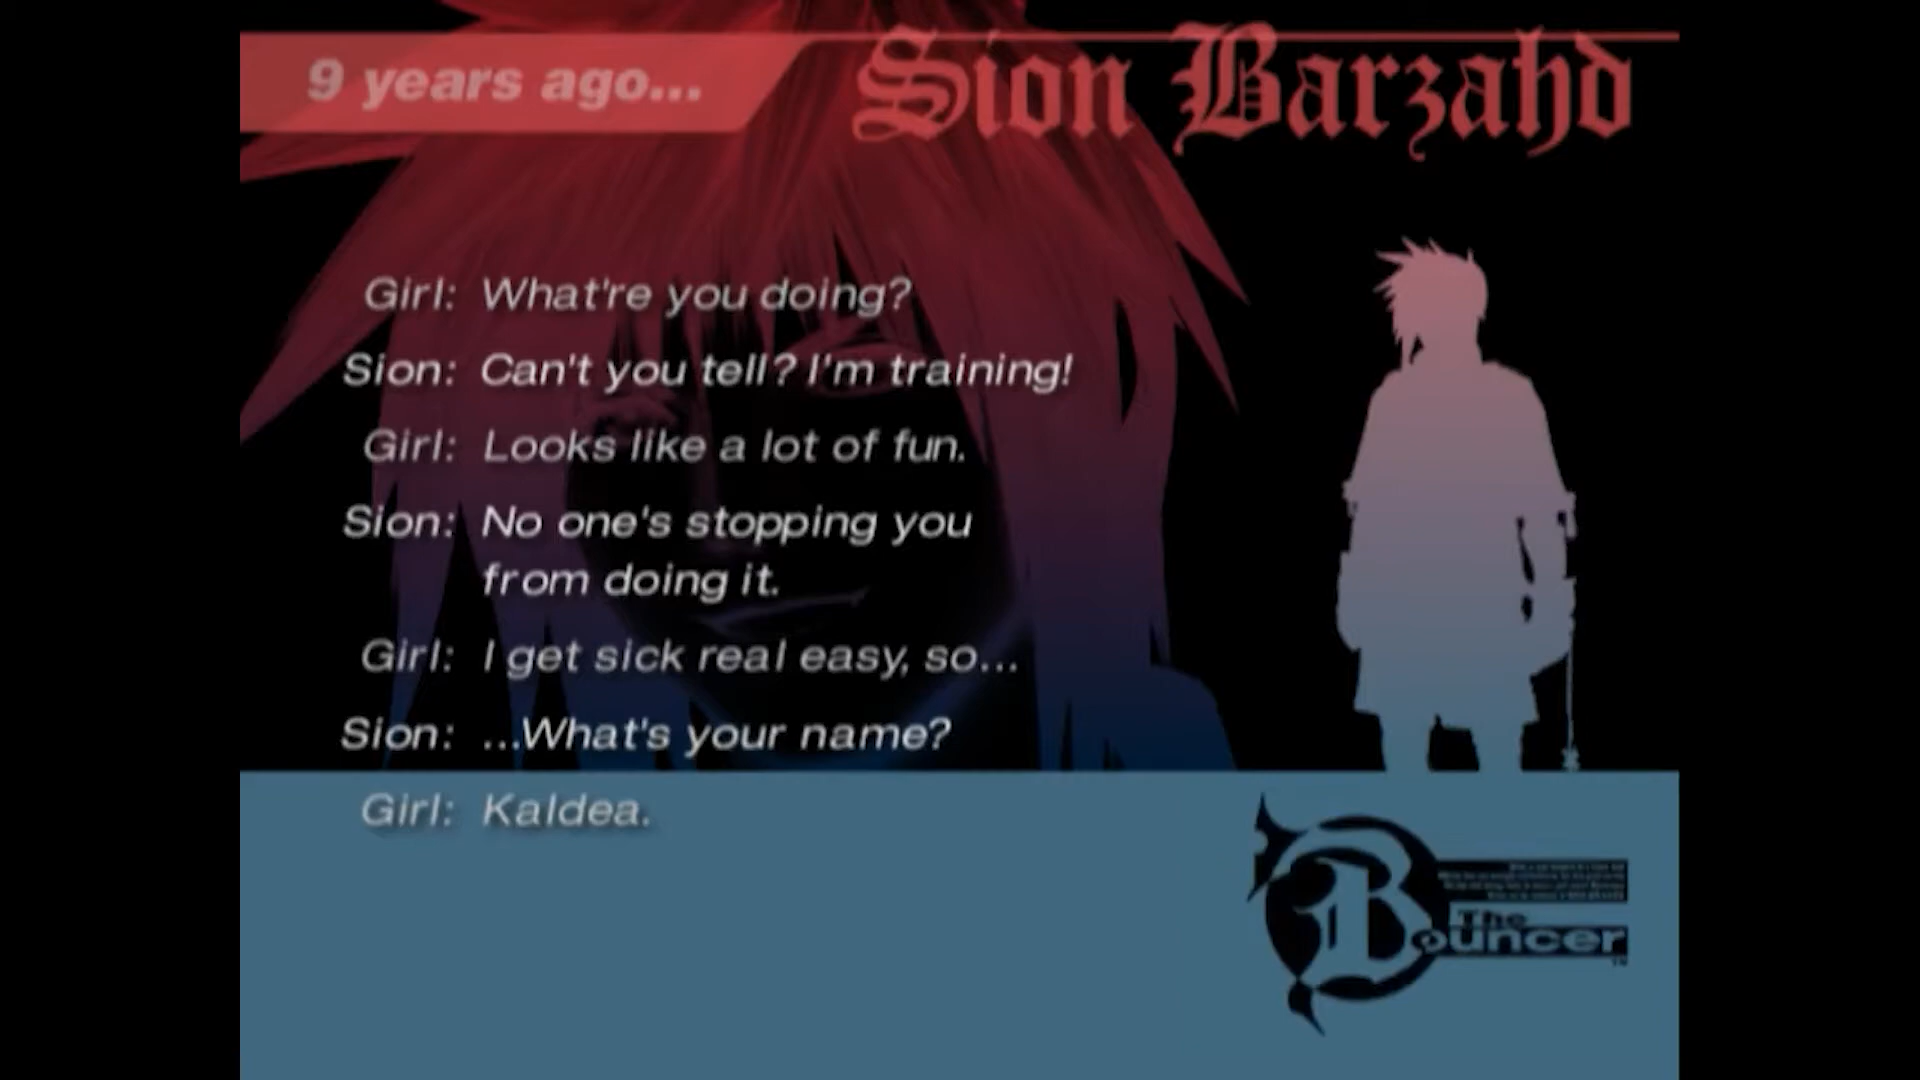 9 years ago...
Sion Barzahd
Girl: What're you doing?
Sion: Can't you tell? I'm training!
Girl: Looks like a lot of fun.
Sion: No one's stopping you
from doing it.
Girl: I get sick real easy, so...
Sion: ...What's your name?
Girl: Kaldea.
The
Bouncer
TM